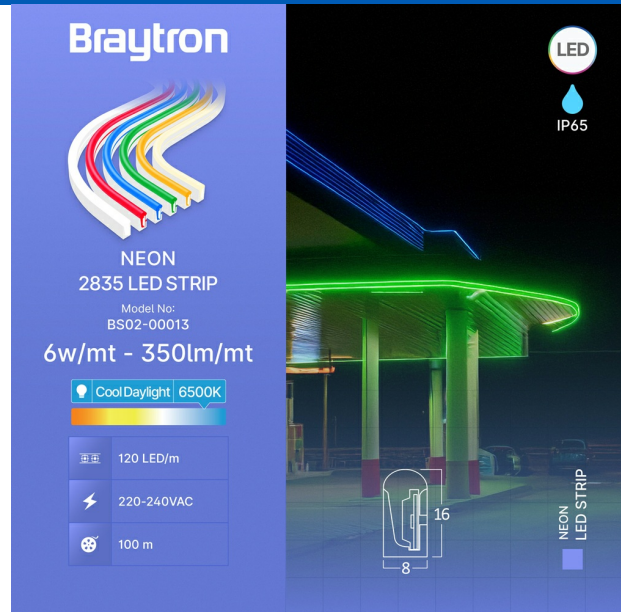 Braytron
NEON
2835 LED STRIP
Model No:
BS02-00013
6w/mt - 350lm/mt
Cool Daylight 6500K
120 LED/m
220-240VAC
100 m
LED
IP65
16
8
NEON
LED STRIP